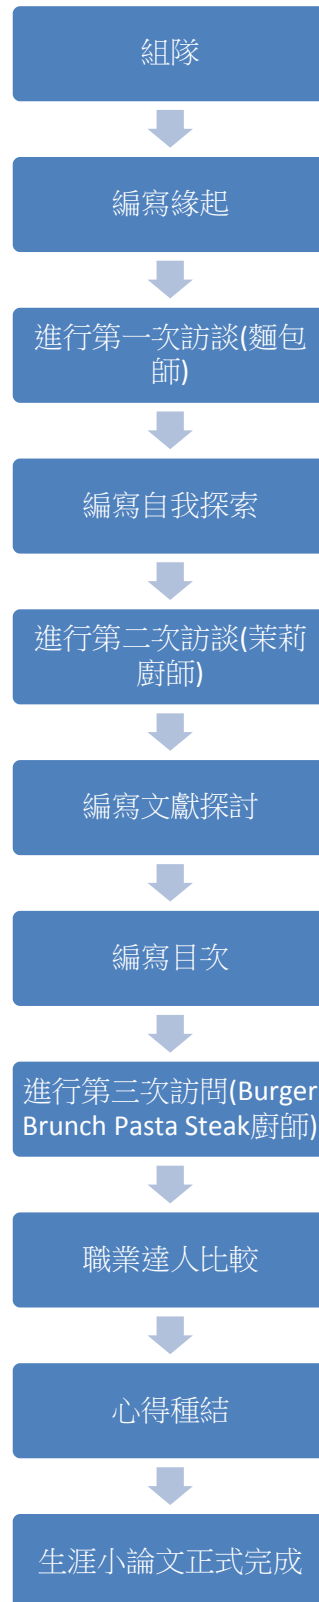 組隊
編寫緣起
進行第一次訪談(麵包
師)
編寫自我探索
進行第二次訪談(茉莉
廚師)
編寫文獻探討
編寫目次
進行第三次訪問(Burger
Brunch Pasta Steak廚師)
職業達人比較
心得種結
生涯小論文正式完成